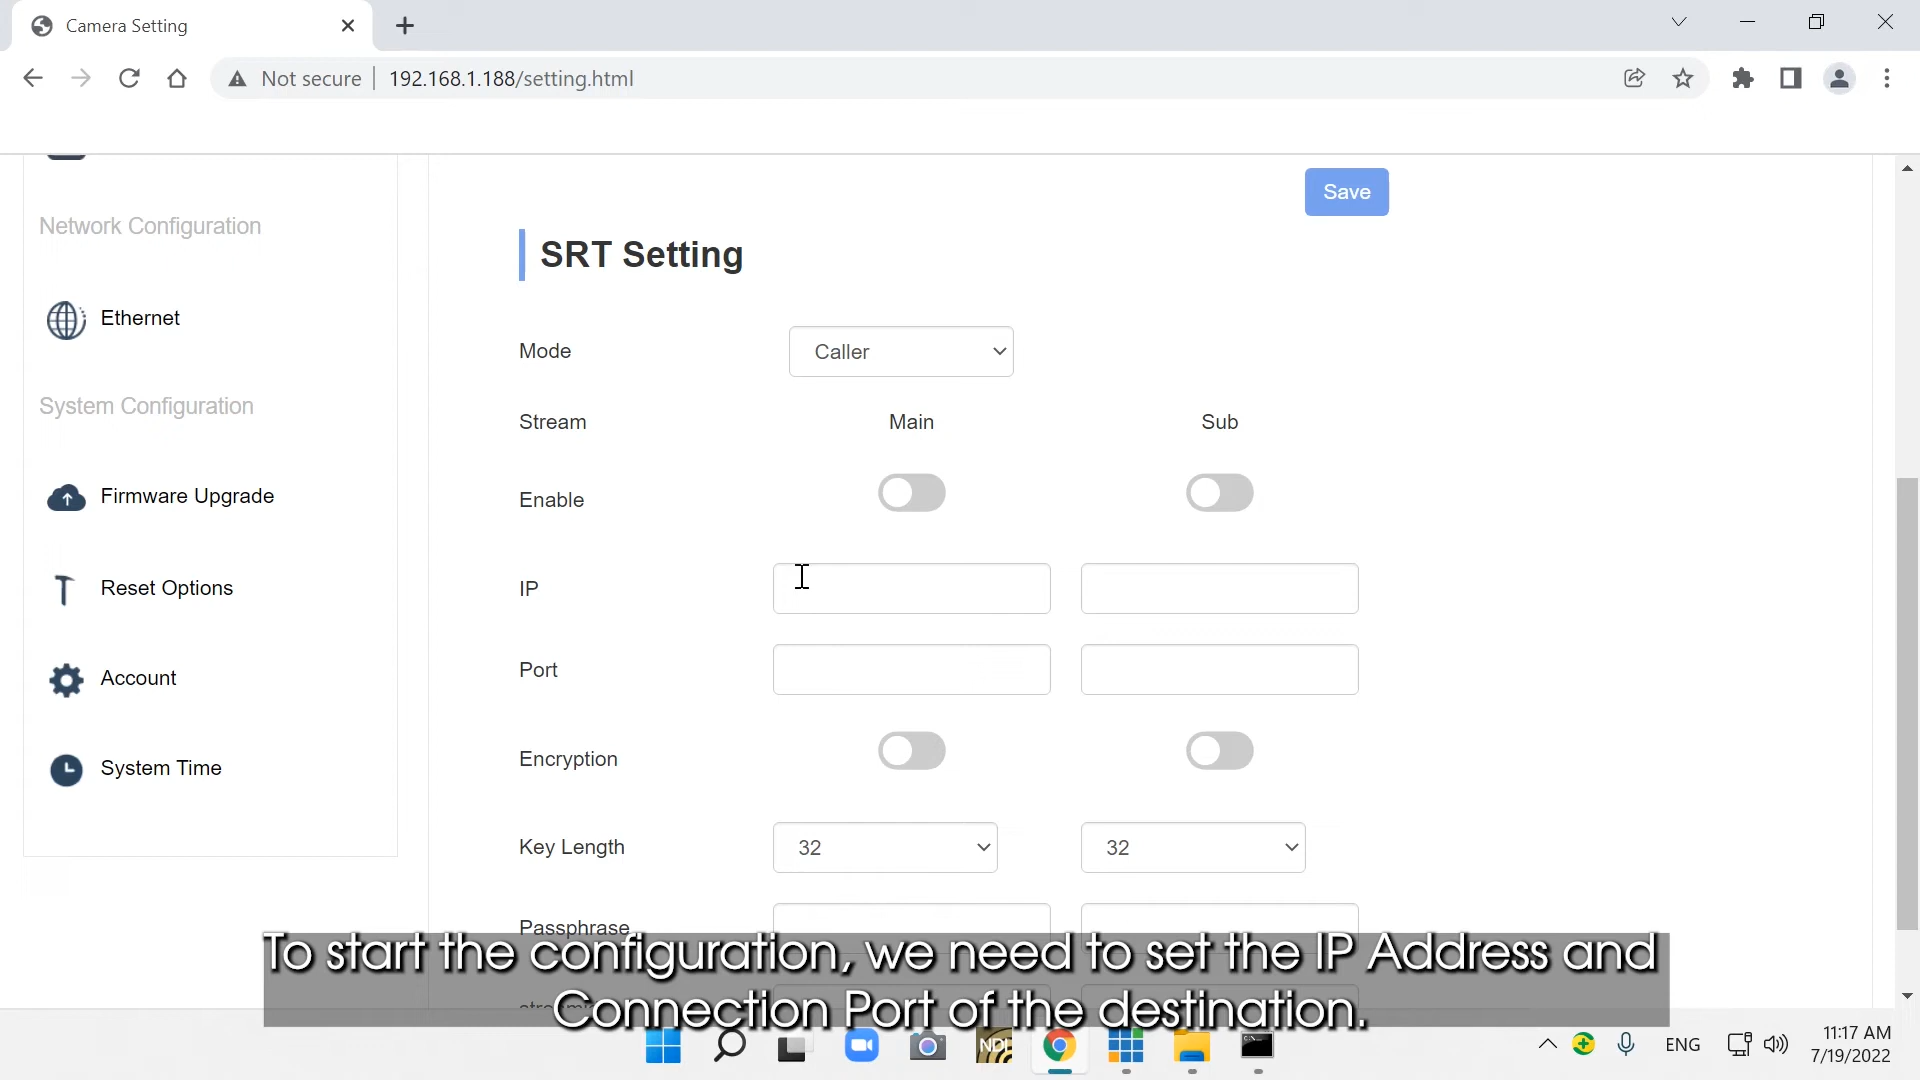 Camera Setting
Not secure
192.168.1.188/setting.html
Save
Network Configuration
SRT Setting
Ethernet
Mode
Caller
System Configuration
Stream
Main
Sub
Firmware Upgrade
Enable
Reset Options
IP
Account
Port
System Time
Encryption
Key Length
32
32
Passphrase
To start the configuration, we need to set the IP Address and
Connection Port of the destination.
NDI
ENG
11:17 AM
7/19/2022